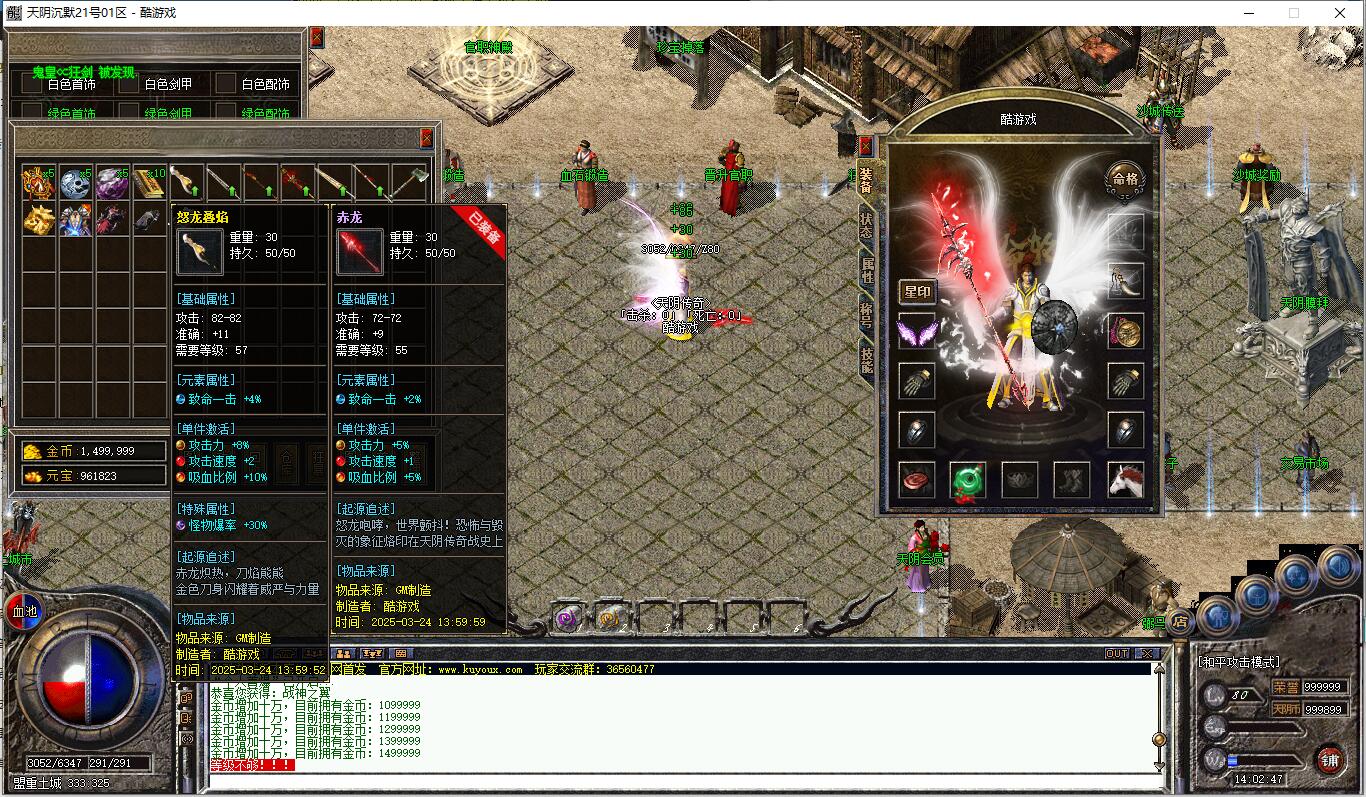 天阴沉默21号01区 - 酷游戏
官职神殿
珍宝掉落
鬼皇∝狂剑 被发现.
白色首饰 白色剑甲 白色配饰
绿色首饰 绿色剑甲 绿色配饰
沙城传送
酷游戏
x5 x5 x5 x10
血石锻造
晋升官职
沙城奖励
装备
状态
属性
称号
技能
命格
星印
+86
+30
天阴膜拜
<天阴传奇>
「击杀：0」「死亡：0」
酷游戏
怒龙蟊焰
重量: 30
持久: 50/50
[基础属性]
攻击: 82-82
准确: +11
需要等级: 57
[元素属性]
致命一击 +4%
[单件激活]
攻击力 +8%
攻击速度 +2
吸血比例 +10%
[特殊属性]
怪物爆率 +30%
[起源追述]
赤龙炽热，刀焰熊熊
金色刀身闪耀着威严与力量
[物品来源]
物品来源: GM制造
制造者: 酷游戏
时间: 2025-03-24 13:59:52
赤龙
已装备
重量: 30
持久: 50/50
[基础属性]
攻击: 72-72
准确: +9
需要等级: 55
[元素属性]
致命一击 +2%
[单件激活]
攻击力 +5%
攻击速度 +1
吸血比例 +5%
[起源追述]
怒龙咆哮，世界颤抖！恐怖与毁
灭的象征烙印在天阴传奇战史上
[物品来源]
物品来源: GM制造
制造者: 酷游戏
时间: 2025-03-24 13:59:59
金币 :1,499,999
元宝 :961823
交易市场
天阴会员
血池
店
OUT
网首发 官方网址: www.kuyoux.com 玩家交流群: 36560477
恭喜您获得: 战神之翼
金币增加十万，目前拥有金币: 1099999
金币增加十万，目前拥有金币: 1199999
金币增加十万，目前拥有金币: 1299999
金币增加十万，目前拥有金币: 1399999
金币增加十万，目前拥有金币: 1499999
等级不够！！！
[和平攻击模式]
80
荣誉 999999
天阴币 999899
铺
14:02:47
3052/6347 291/291
盟重土城 333:325